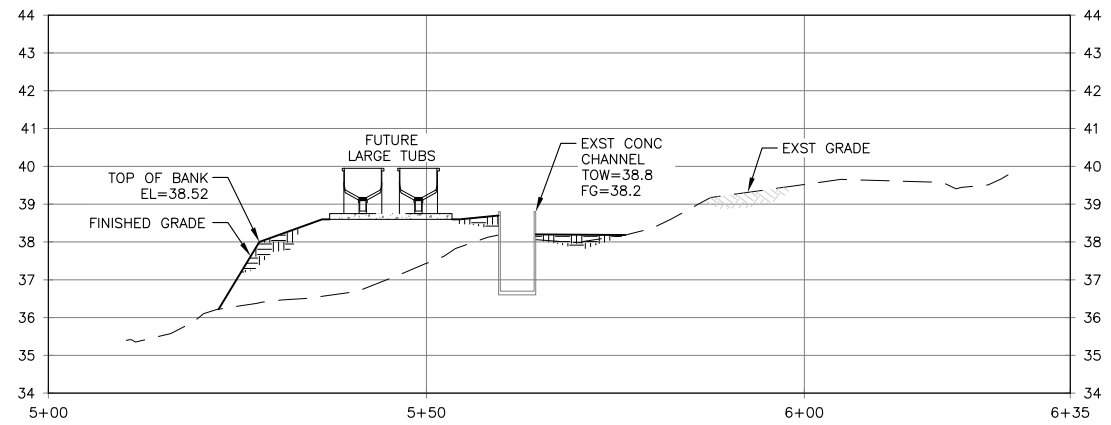 44
43
42
41
40
39
38
37
36
35
34
FUTURE
LARGE TUBS
TOP OF BANK
EL=38.52
FINISHED GRADE
EXST CONC
CHANNEL
TOW=38.8
FG=38.2
EXST GRADE
44
43
42
41
40
39
38
37
36
35
34
5+00
5+50
6+00
6+35